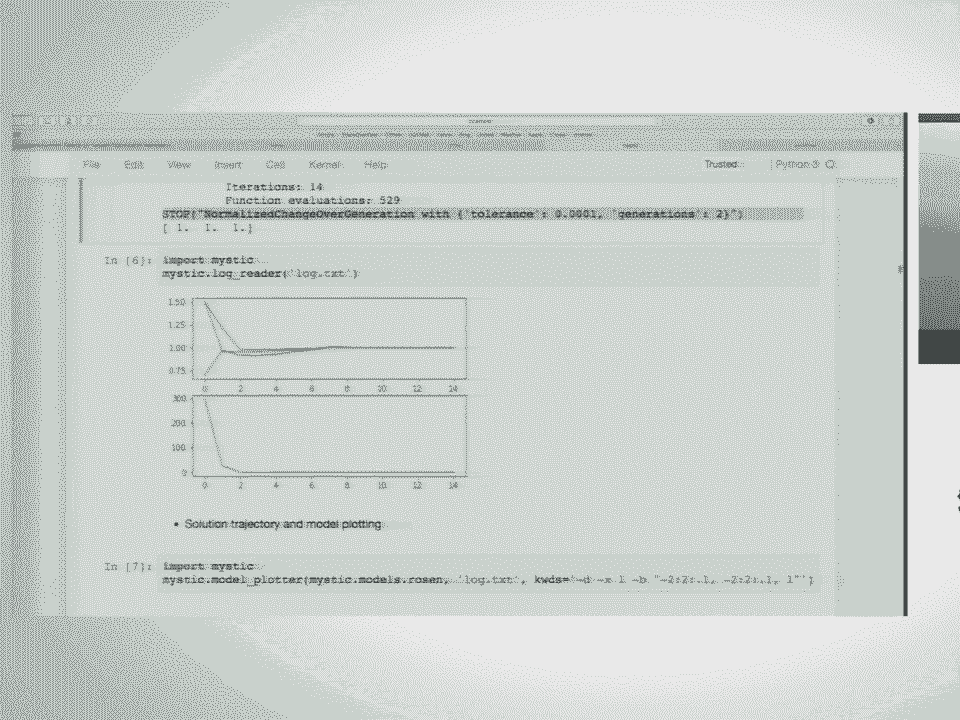 File Edit View Insert Cell Kernel Help Trusted Python 3
Iterations: 14
Function evaluations: 529
STOP("NormalizedChangeOverGeneration with {'tolerance': 0.0001, 'generations': 2}")
[ 1. 1. 1.]
In [6]: import mystic
mystic.log_reader('log.txt')
1.50
1.25
1.00
0.75
0 2 4 6 8 10 12 14
300
200
100
0
0 2 4 6 8 10 12 14
• Solution trajectory and model plotting
In [7]: import mystic
mystic.model_plotter(mystic.models.rosen, 'log.txt', kwds='-d -x 1 -b "-2:2:.1, -2:2:.1, 1"');